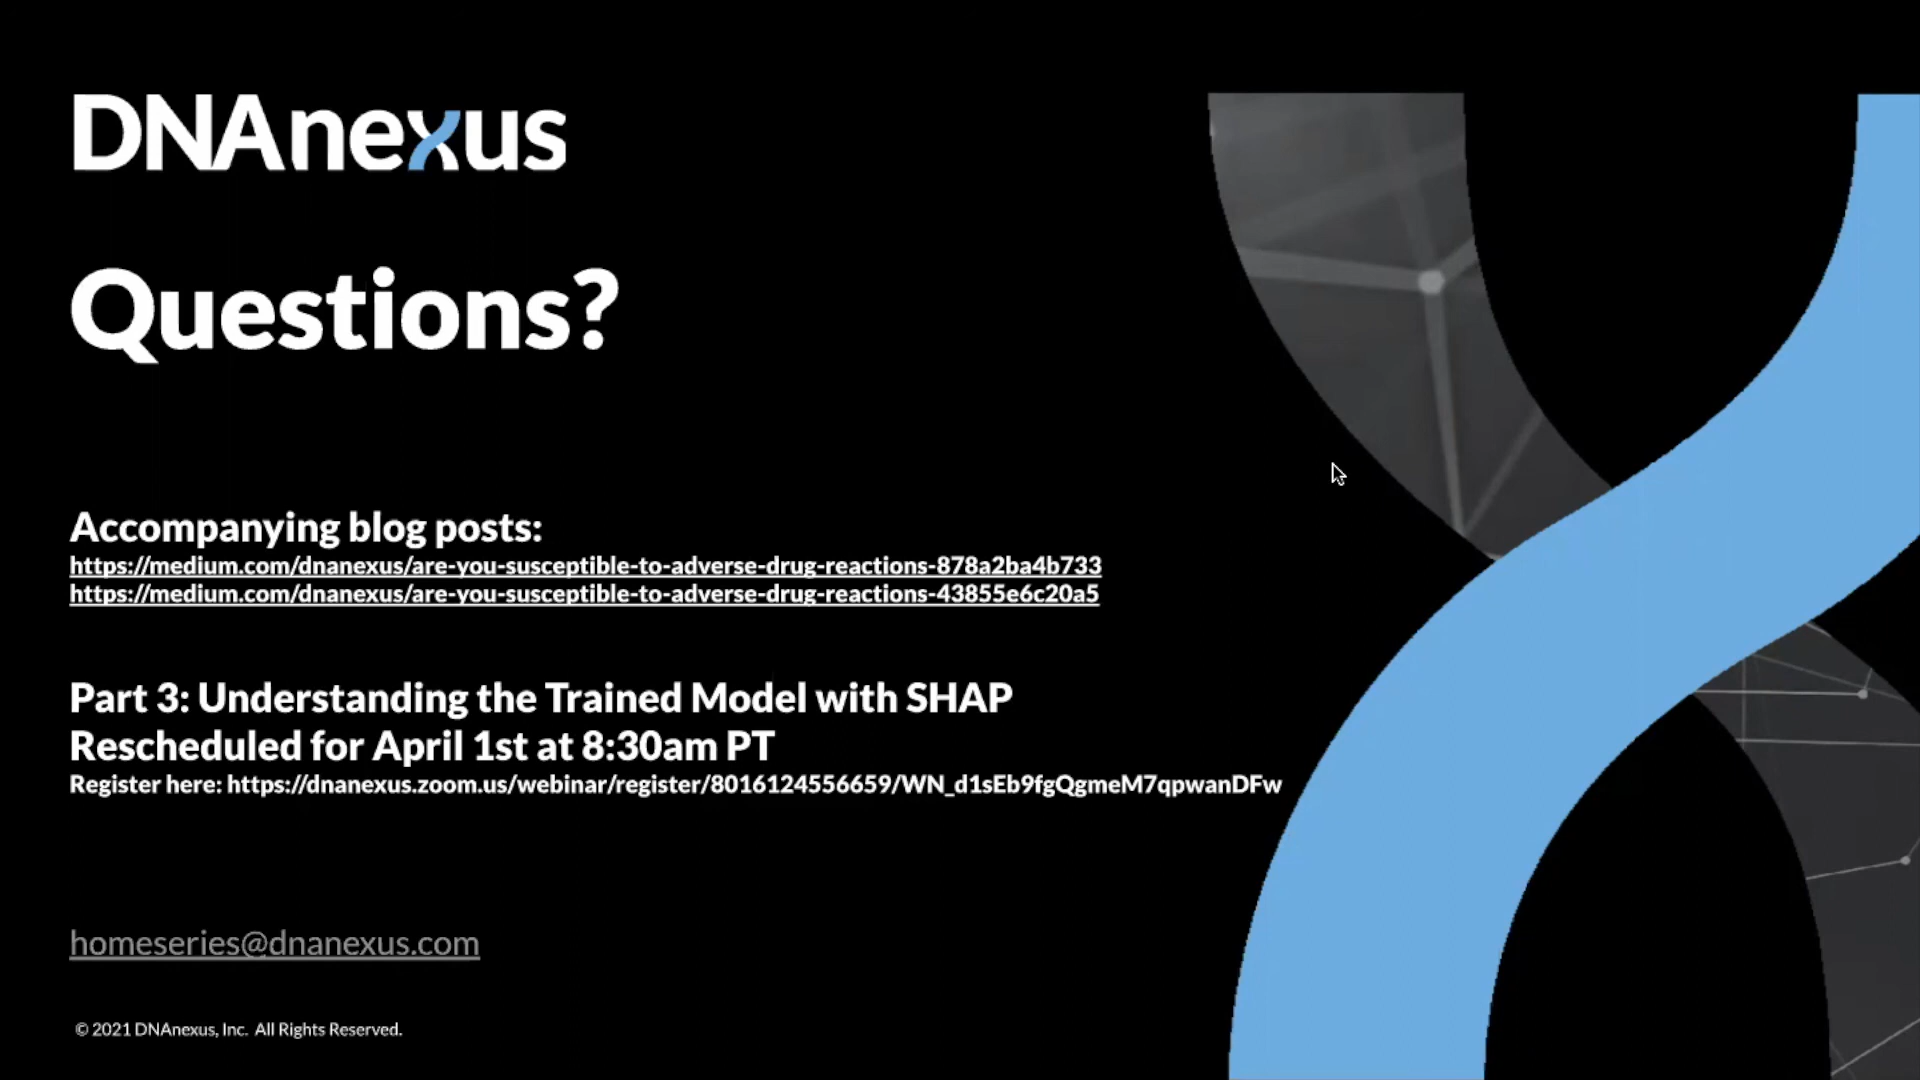 DNAnexus
Questions?
Accompanying blog posts:
https://medium.com/dnanexus/are-you-susceptible-to-adverse-drug-reactions-878a2ba4b733
https://medium.com/dnanexus/are-you-susceptible-to-adverse-drug-reactions-43855e6c20a5
Part 3: Understanding the Trained Model with SHAP
Rescheduled for April 1st at 8:30am PT
Register here: https://dnanexus.zoom.us/webinar/register/8016124556659/WN_d1sEb9fgQgmeM7qpwanDFw
homeseries@dnanexus.com
© 2021 DNAnexus, Inc. All Rights Reserved.